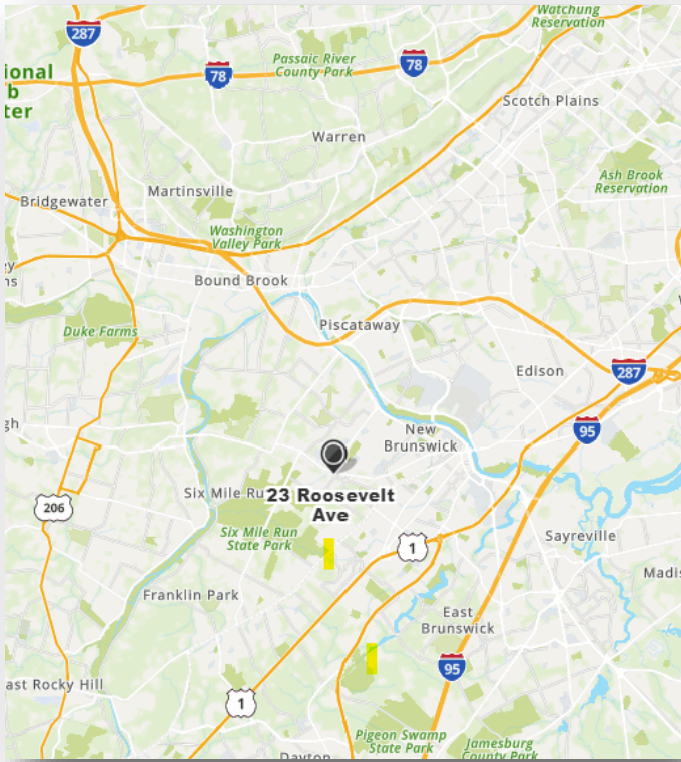 Watchung
Reservation
287
Passaic River
County Park
78
78
ional
b
ter
Scotch Plains
Warren
Ash Brook
Reservation
Martinsville
Bridgewater
Washington
Valley Park
Bound Brook
Duke Farms
Piscataway
Edison
287
95
gh
New
Brunswick
Six Mile Ru
23 Roosevelt
Ave
206
Six Mile Run
State Park
1
Sayreville
Madis
Franklin Park
East
Brunswick
95
ast Rocky Hill
1
Pigeon Swamp
State Park
Jamesburg
County Park
Dayton